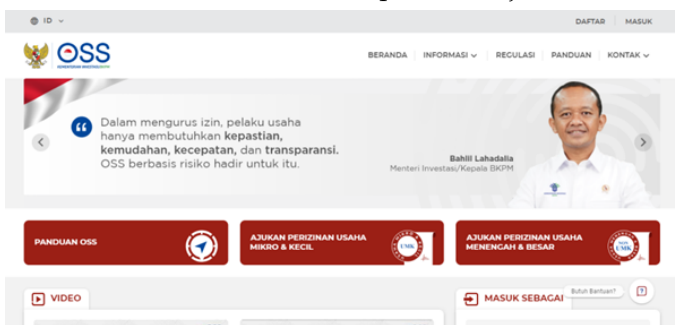 ID
DAFTAR MASUK
OSS
BERANDA INFORMASI REGULASI PANDUAN KONTAK
Dalam mengurus izin, pelaku usaha
hanya membutuhkan kepastian,
kemudahan, kecepatan, dan transparansi.
OSS berbasis risiko hadir untuk itu.
Bahlil Lahadalia
Menteri Investasi/Kepala BKPM
PANDUAN OSS
AJUKAN PERIZINAN USAHA
MIKRO & KECIL
UMK
AJUKAN PERIZINAN USAHA
MENENGAH & BESAR
NON
UMK
VIDEO
MASUK SEBAGAI
Butuh Bantuan?